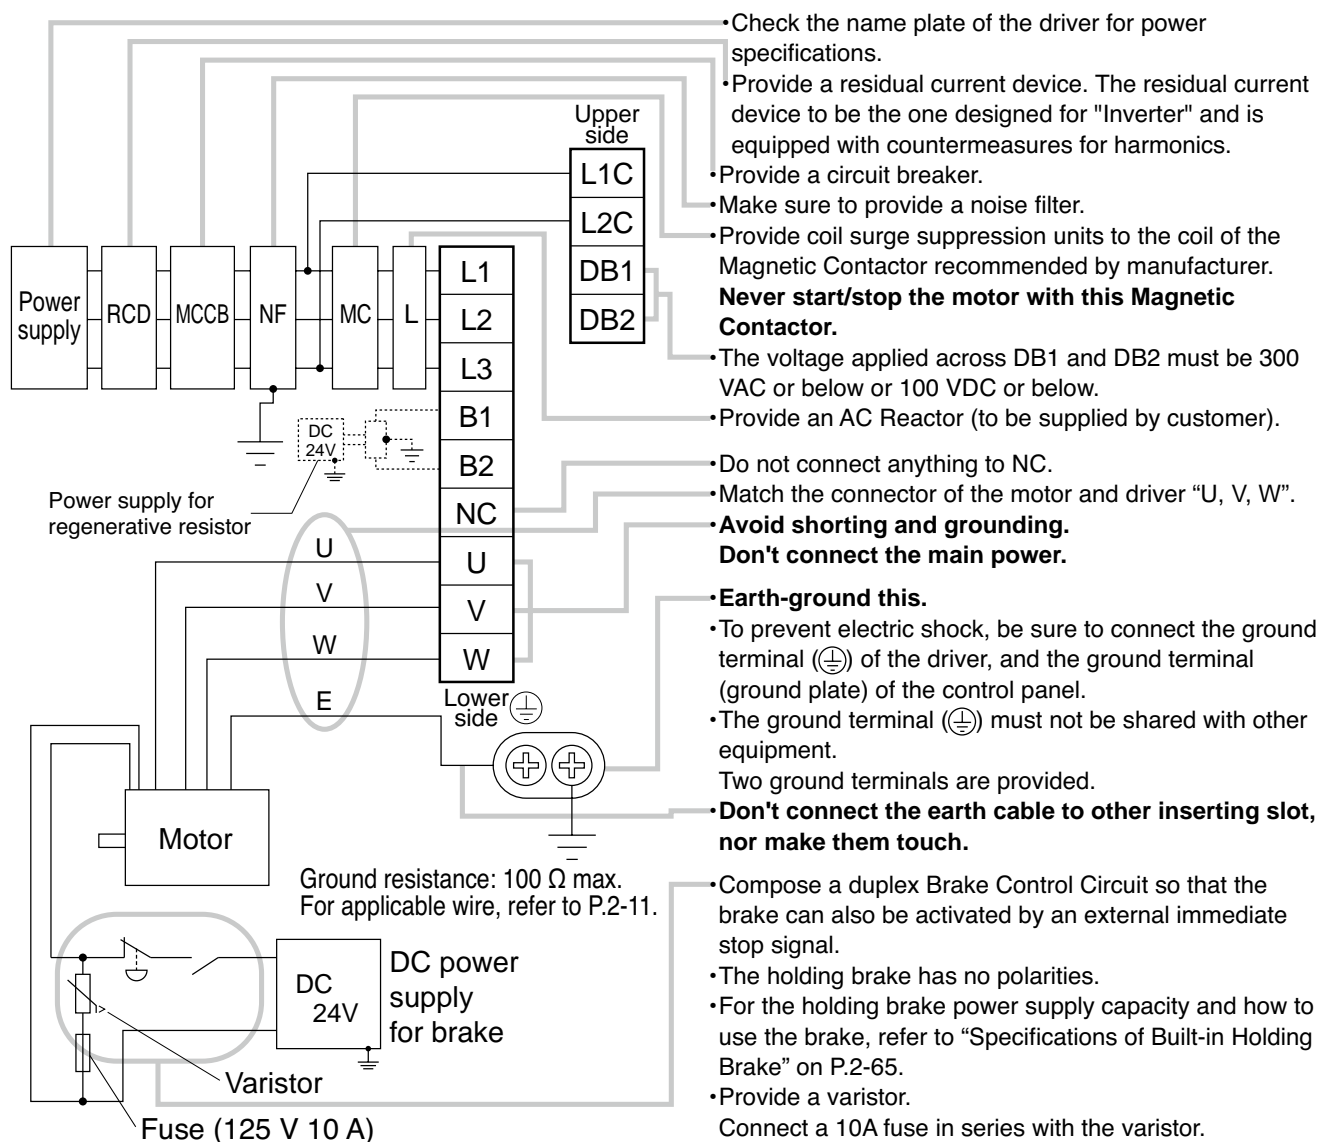 •Check the name plate of the driver for power
specifications.
•Provide a residual current device. The residual current
device to be the one designed for "Inverter" and is
equipped with countermeasures for harmonics.
•Provide a circuit breaker.
•Make sure to provide a noise filter.
•Provide coil surge suppression units to the coil of the
Magnetic Contactor recommended by manufacturer.
Never start/stop the motor with this Magnetic
Contactor.
•The voltage applied across DB1 and DB2 must be 300
VAC or below or 100 VDC or below.
•Provide an AC Reactor (to be supplied by customer).
•Do not connect anything to NC.
•Match the connector of the motor and driver “U, V, W”.
•Avoid shorting and grounding.
Don't connect the main power.
•Earth-ground this.
•To prevent electric shock, be sure to connect the ground
terminal (⏚) of the driver, and the ground terminal
(ground plate) of the control panel.
•The ground terminal (⏚) must not be shared with other
equipment.
Two ground terminals are provided.
•Don't connect the earth cable to other inserting slot,
nor make them touch.
•Compose a duplex Brake Control Circuit so that the
brake can also be activated by an external immediate
stop signal.
•The holding brake has no polarities.
•For the holding brake power supply capacity and how to
use the brake, refer to “Specifications of Built-in Holding
Brake” on P.2-65.
•Provide a varistor.
Connect a 10A fuse in series with the varistor.
Upper
side
L1C
L2C
DB1
DB2
Power
supply
RCD
MCCB
NF
MC
L
L1
L2
L3
B1
B2
NC
U
V
W
Lower
side
DC
24V
Power supply for
regenerative resistor
U
V
W
E
Motor
Ground resistance: 100 Ω max.
For applicable wire, refer to P.2-11.
DC
24V
DC power
supply
for brake
Varistor
Fuse (125 V 10 A)